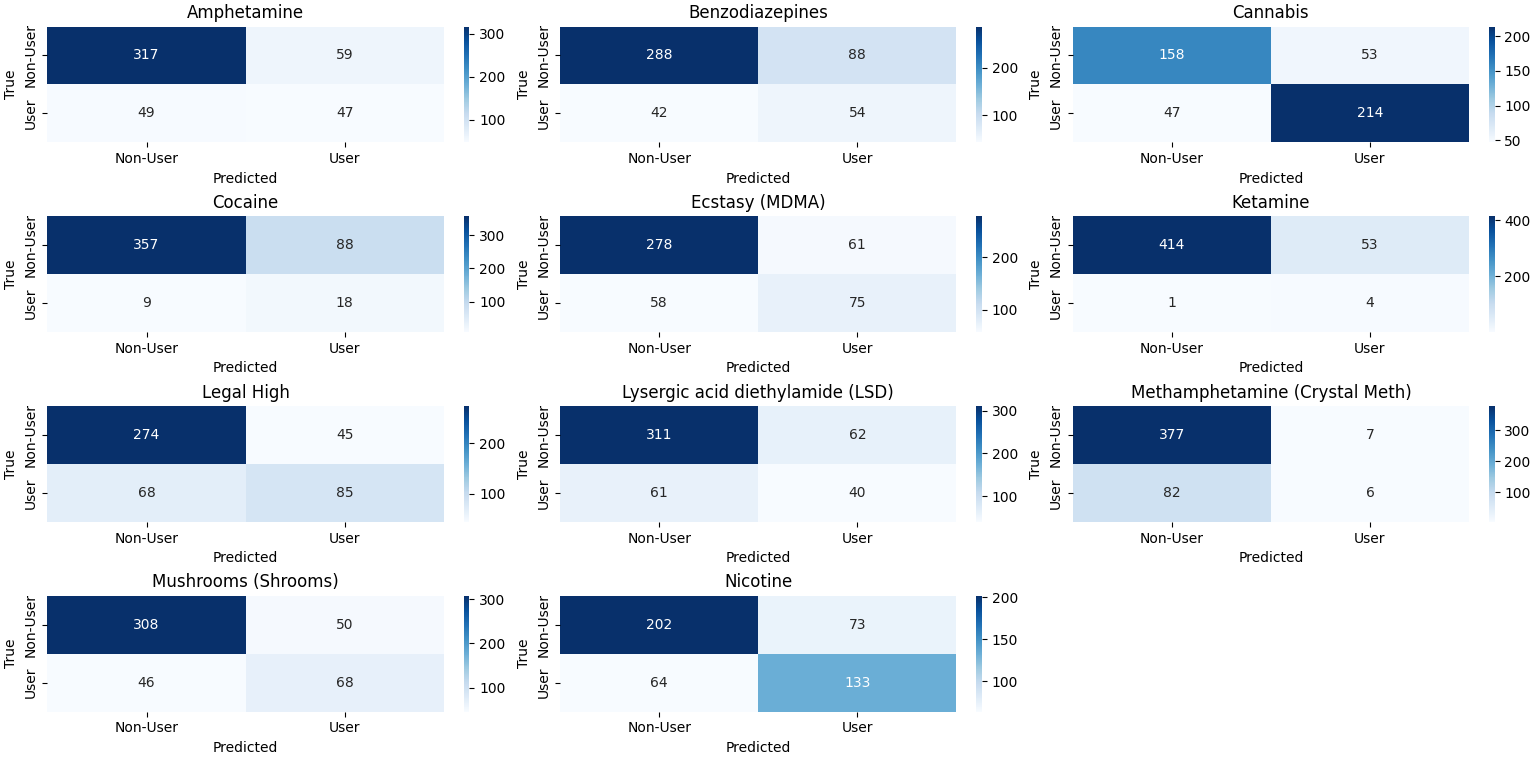 Amphetamine
True
Non-User
User
317
59
49
47
300
200
100
Non-User
User
Predicted
Benzodiazepines
True
Non-User
User
288
88
42
54
200
100
Non-User
User
Predicted
Cannabis
True
Non-User
User
158
53
47
214
200
150
100
50
Non-User
User
Predicted
Cocaine
True
Non-User
User
357
88
9
18
300
200
100
Non-User
User
Predicted
Ecstasy (MDMA)
True
Non-User
User
278
61
58
75
200
100
Non-User
User
Predicted
Ketamine
True
Non-User
User
414
53
1
4
400
200
Non-User
User
Predicted
Legal High
True
Non-User
User
274
45
68
85
200
100
Non-User
User
Predicted
Lysergic acid diethylamide (LSD)
True
Non-User
User
311
62
61
40
300
200
100
Non-User
User
Predicted
Methamphetamine (Crystal Meth)
True
Non-User
User
377
7
82
6
300
200
100
Non-User
User
Predicted
Mushrooms (Shrooms)
True
Non-User
User
308
50
46
68
300
200
100
Non-User
User
Predicted
Nicotine
True
Non-User
User
202
73
64
133
200
150
100
Non-User
User
Predicted